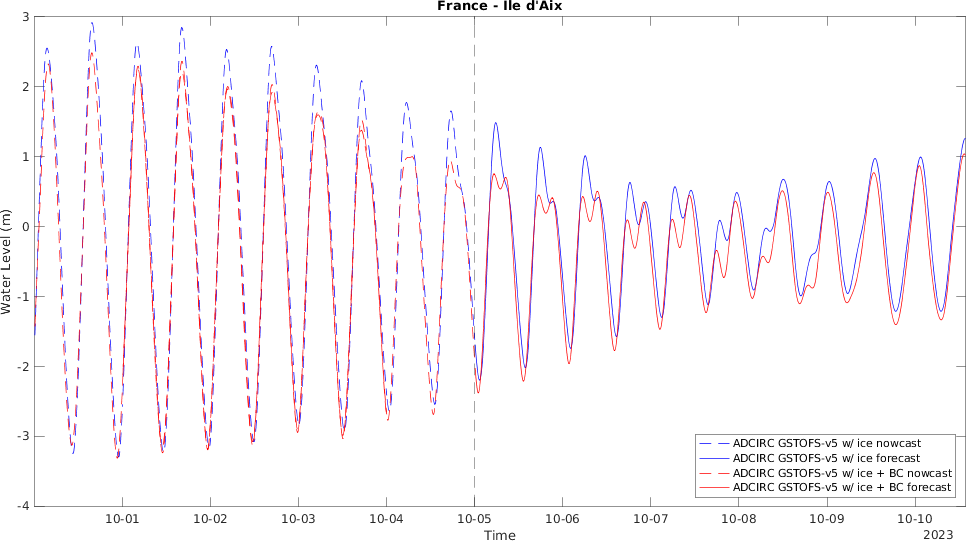 France - Ile d'Aix
3
2
1
0
-1
-2
-3
-4
Water Level (m)
ADCIRC GSTOFS-v5 w/ ice nowcast
ADCIRC GSTOFS-v5 w/ ice forecast
ADCIRC GSTOFS-v5 w/ ice + BC nowcast
ADCIRC GSTOFS-v5 w/ ice + BC forecast
10-01 10-02 10-03 10-04 10-05 10-06 10-07 10-08 10-09 10-10
Time
2023